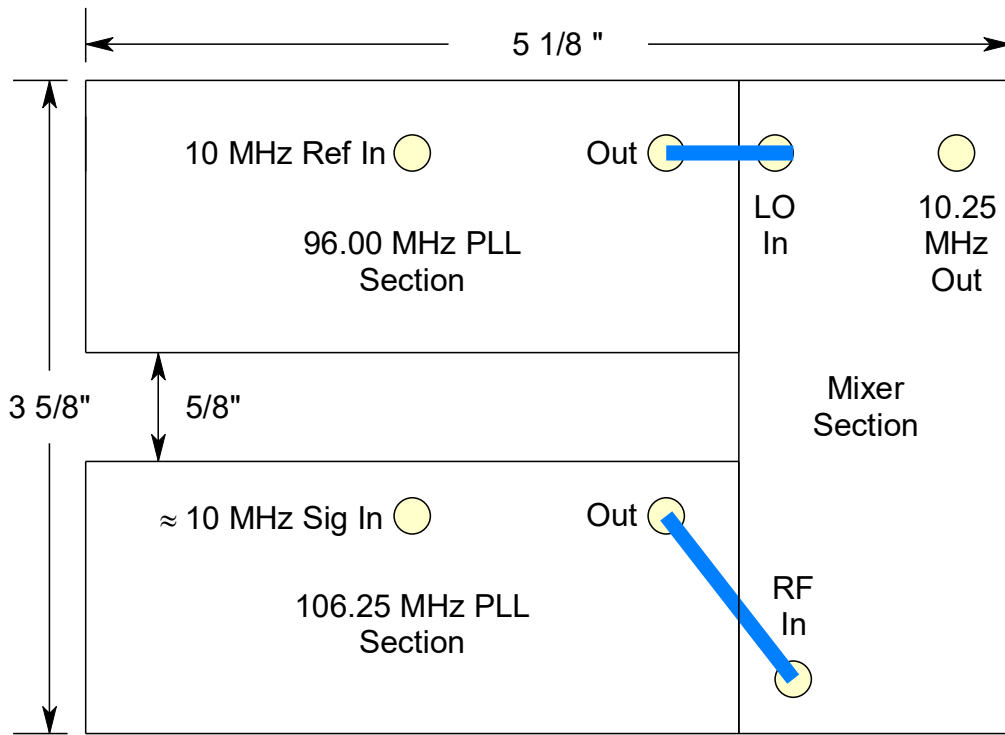 5 1/8 "
10 MHz Ref In
Out
LO
In
10.25
MHz
Out
96.00 MHz PLL
Section
3 5/8"
5/8"
Mixer
Section
≈ 10 MHz Sig In
Out
RF
In
106.25 MHz PLL
Section